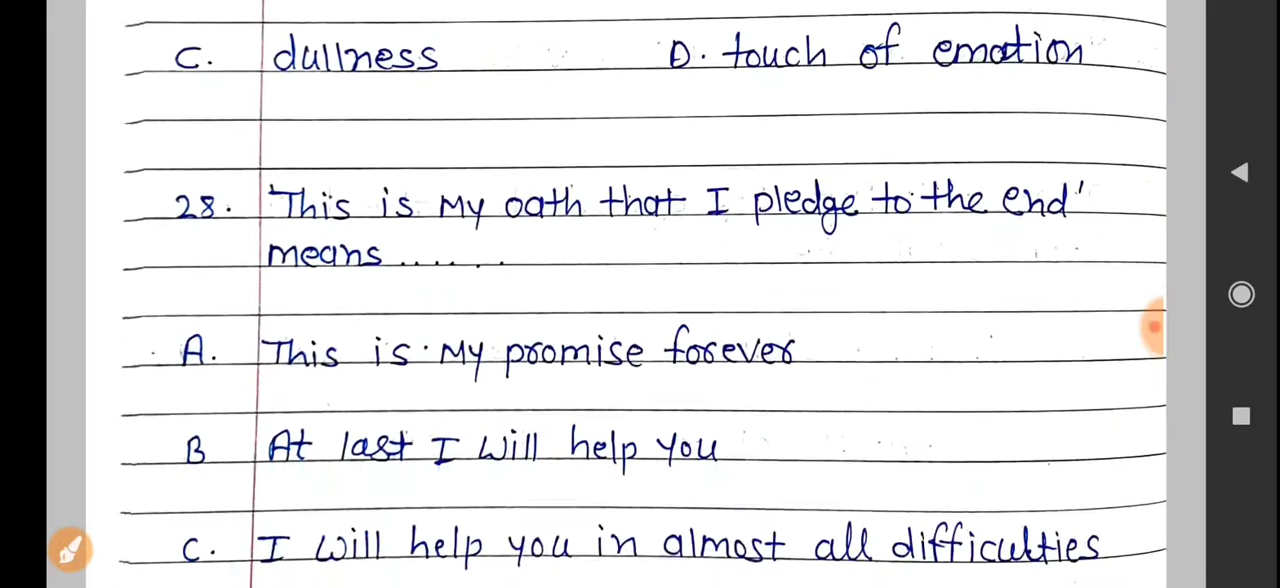 C. dullness D. touch of emotion
28. 'This is my oath that I pledge to the end'
means......
A. This is my promise forever
B At last I will help you
C. I will help you in almost all difficulties